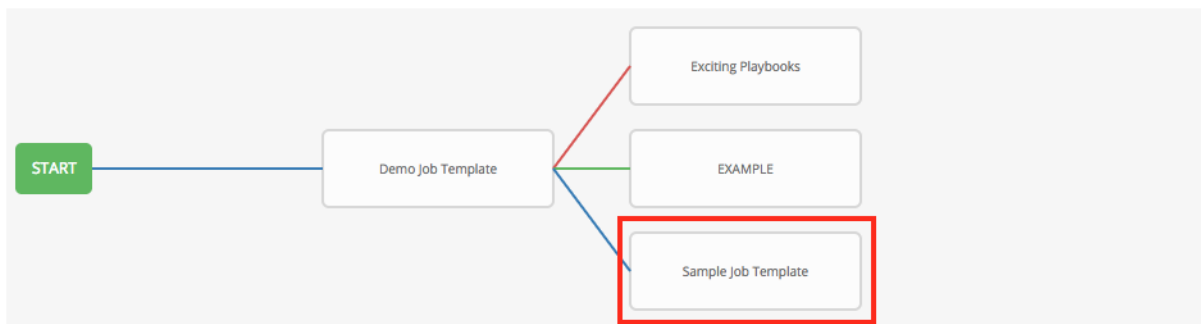 START
Demo Job Template
Exciting Playbooks
EXAMPLE
Sample Job Template